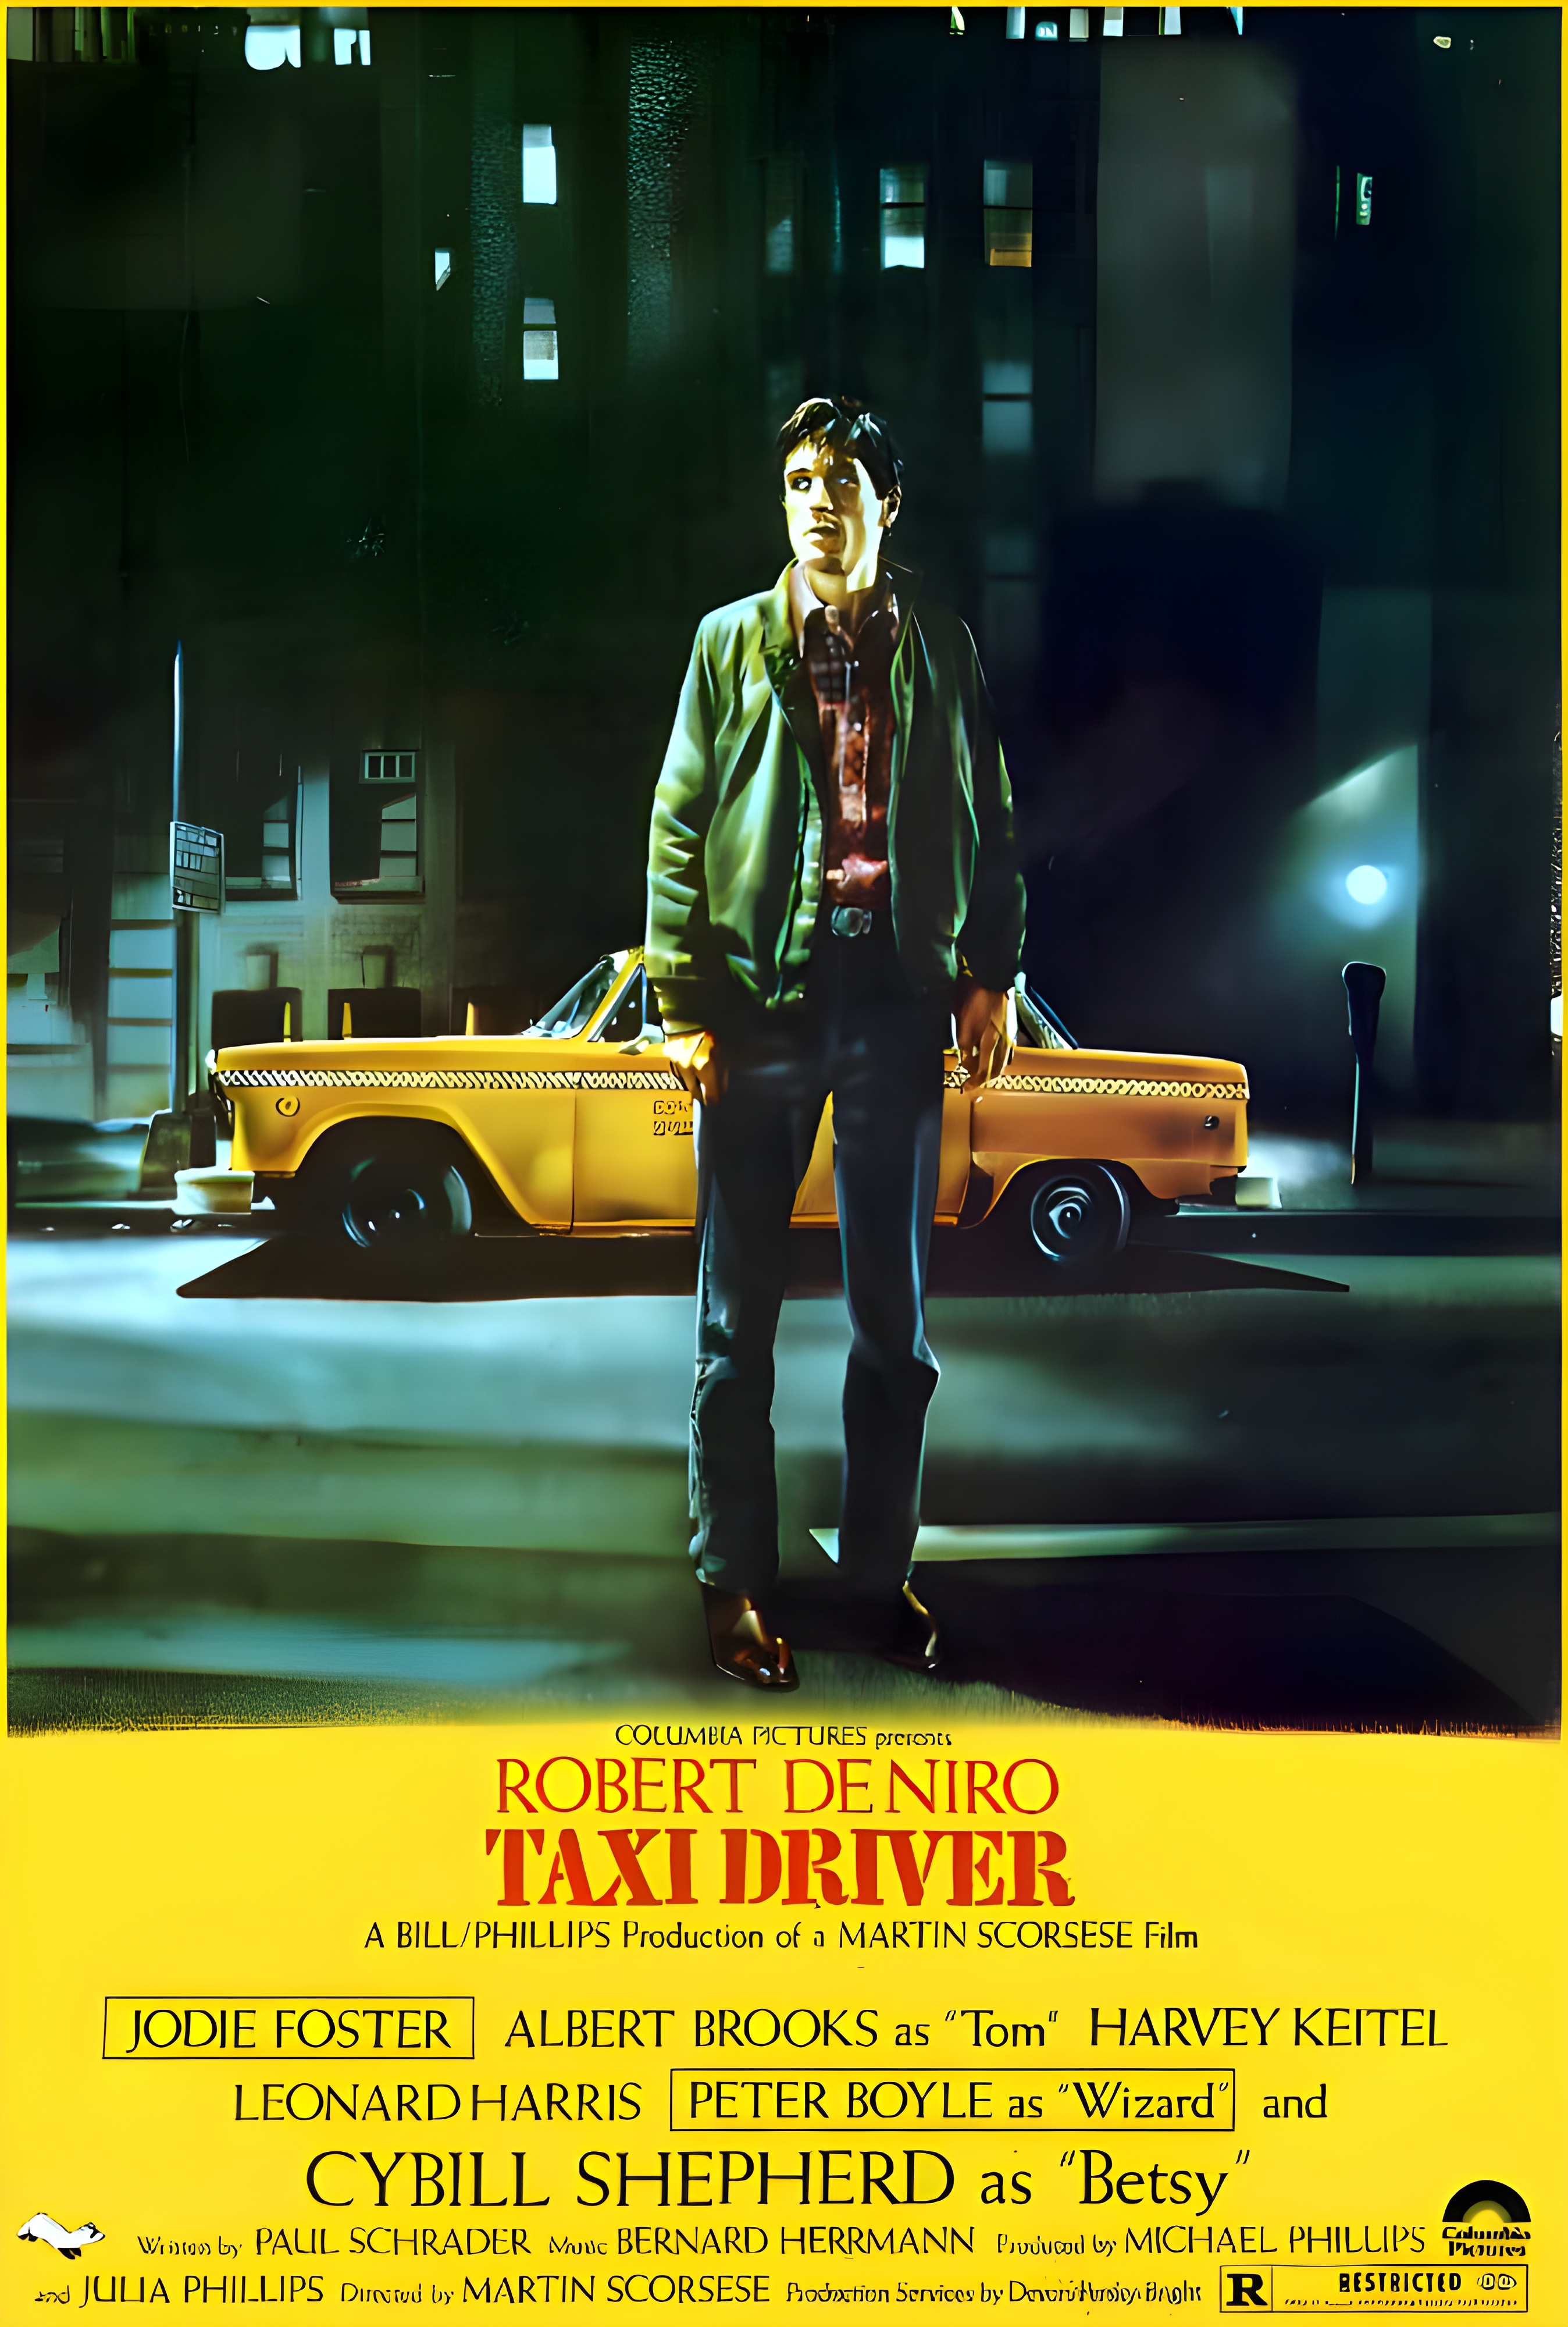 COLUMBIA PICTURES presents
ROBERT DE NIRO
TAXI DRIVER
A BILL/PHILLIPS Production of a MARTIN SCORSESE Film
JODIE FOSTER ALBERT BROOKS as "Tom" HARVEY KEITEL
LEONARD HARRIS PETER BOYLE as "Wizard" and
CYBILL SHEPHERD as "Betsy"
Written by PAUL SCHRADER Music BERNARD HERRMANN Produced by MICHAEL PHILLIPS
Columbia
Pictures
and JULIA PHILLIPS Directed by MARTIN SCORSESE Production Services by
R RESTRICTED